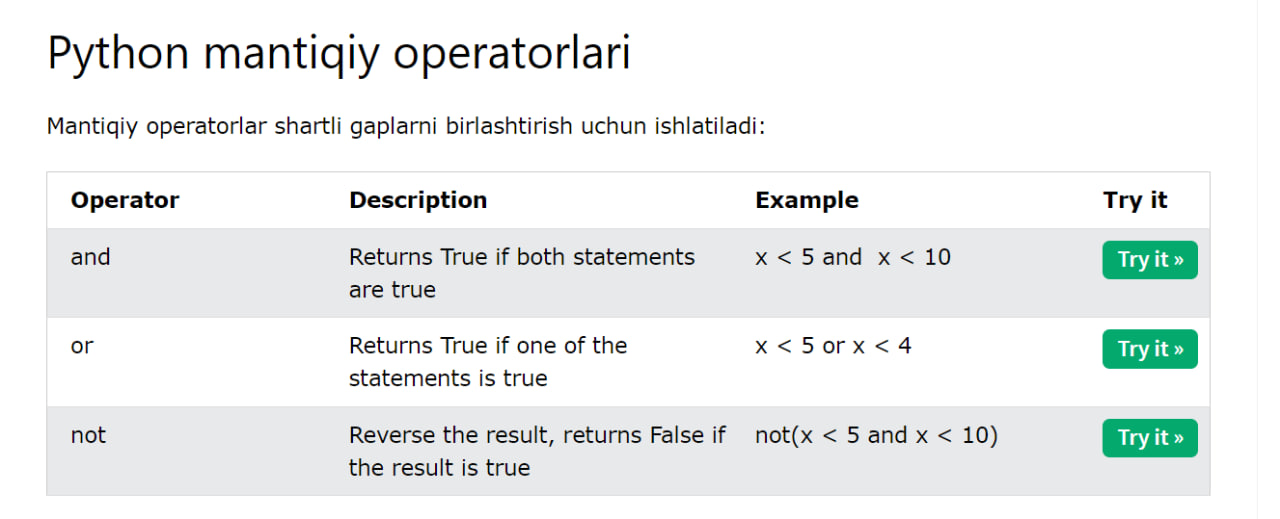 Python mantiqiy operatorlari
Mantiqiy operatorlar shartli gaplarni birlashtirish uchun ishlatiladi:
Operator Description Example Try it
and Returns True if both statements x < 5 and  x < 10 Try it »
are true
or Returns True if one of the x < 5 or x < 4 Try it »
statements is true
not Reverse the result, returns False if not(x < 5 and x < 10) Try it »
the result is true